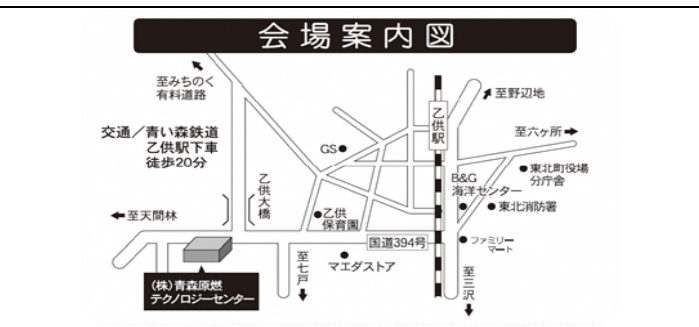 会場案内図
至みちのく
有料道路
至野辺地
交通／青い森鉄道
乙供駅下車
徒歩20分
乙供駅
至六ヶ所
GS
東北町役場
分庁舎
B&G
海洋センター
乙供大橋
東北消防署
乙供
保育園
至天間林
国道394号
ファミリー
マート
至七戸
マエダストア
至三沢
(株)青森原燃
テクノロジーセンター